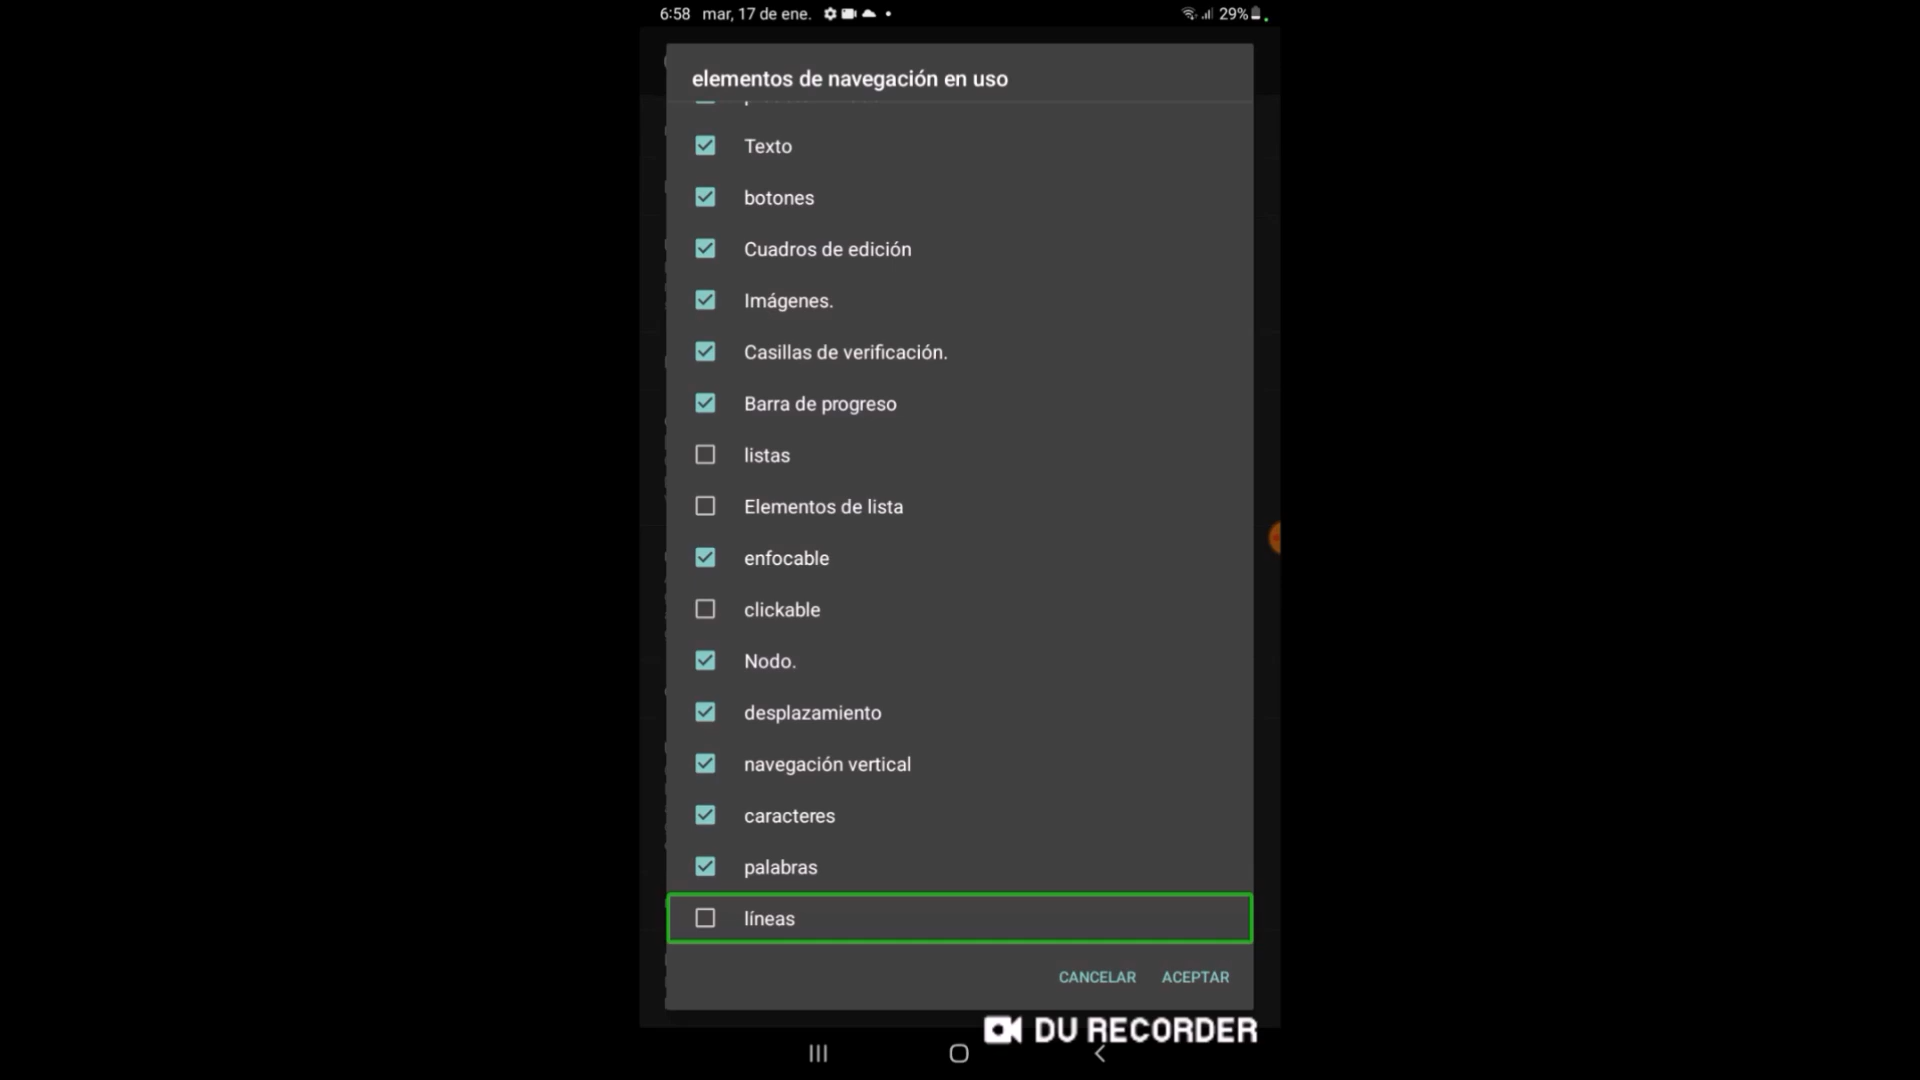 6:58 mar, 17 de ene.
29%
elementos de navegación en uso
Texto
botones
Cuadros de edición
Imágenes.
Casillas de verificación.
Barra de progreso
listas
Elementos de lista
enfocable
clickable
Nodo.
desplazamiento
navegación vertical
caracteres
palabras
líneas
CANCELAR ACEPTAR
DU RECORDER